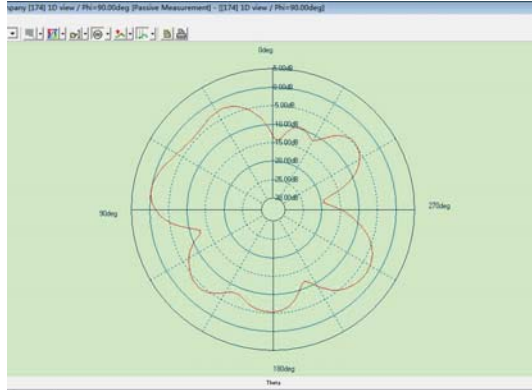 mpany [174] 1D view / Phi=90.00deg [Passive Measurement] - [[174] 1D view / Phi=90.00deg]
0deg
5.00dB
0.00dB
-5.00dB
-10.00dB
-15.00dB
-20.00dB
-25.00dB
-30.00dB
90deg
270deg
180deg
Theta